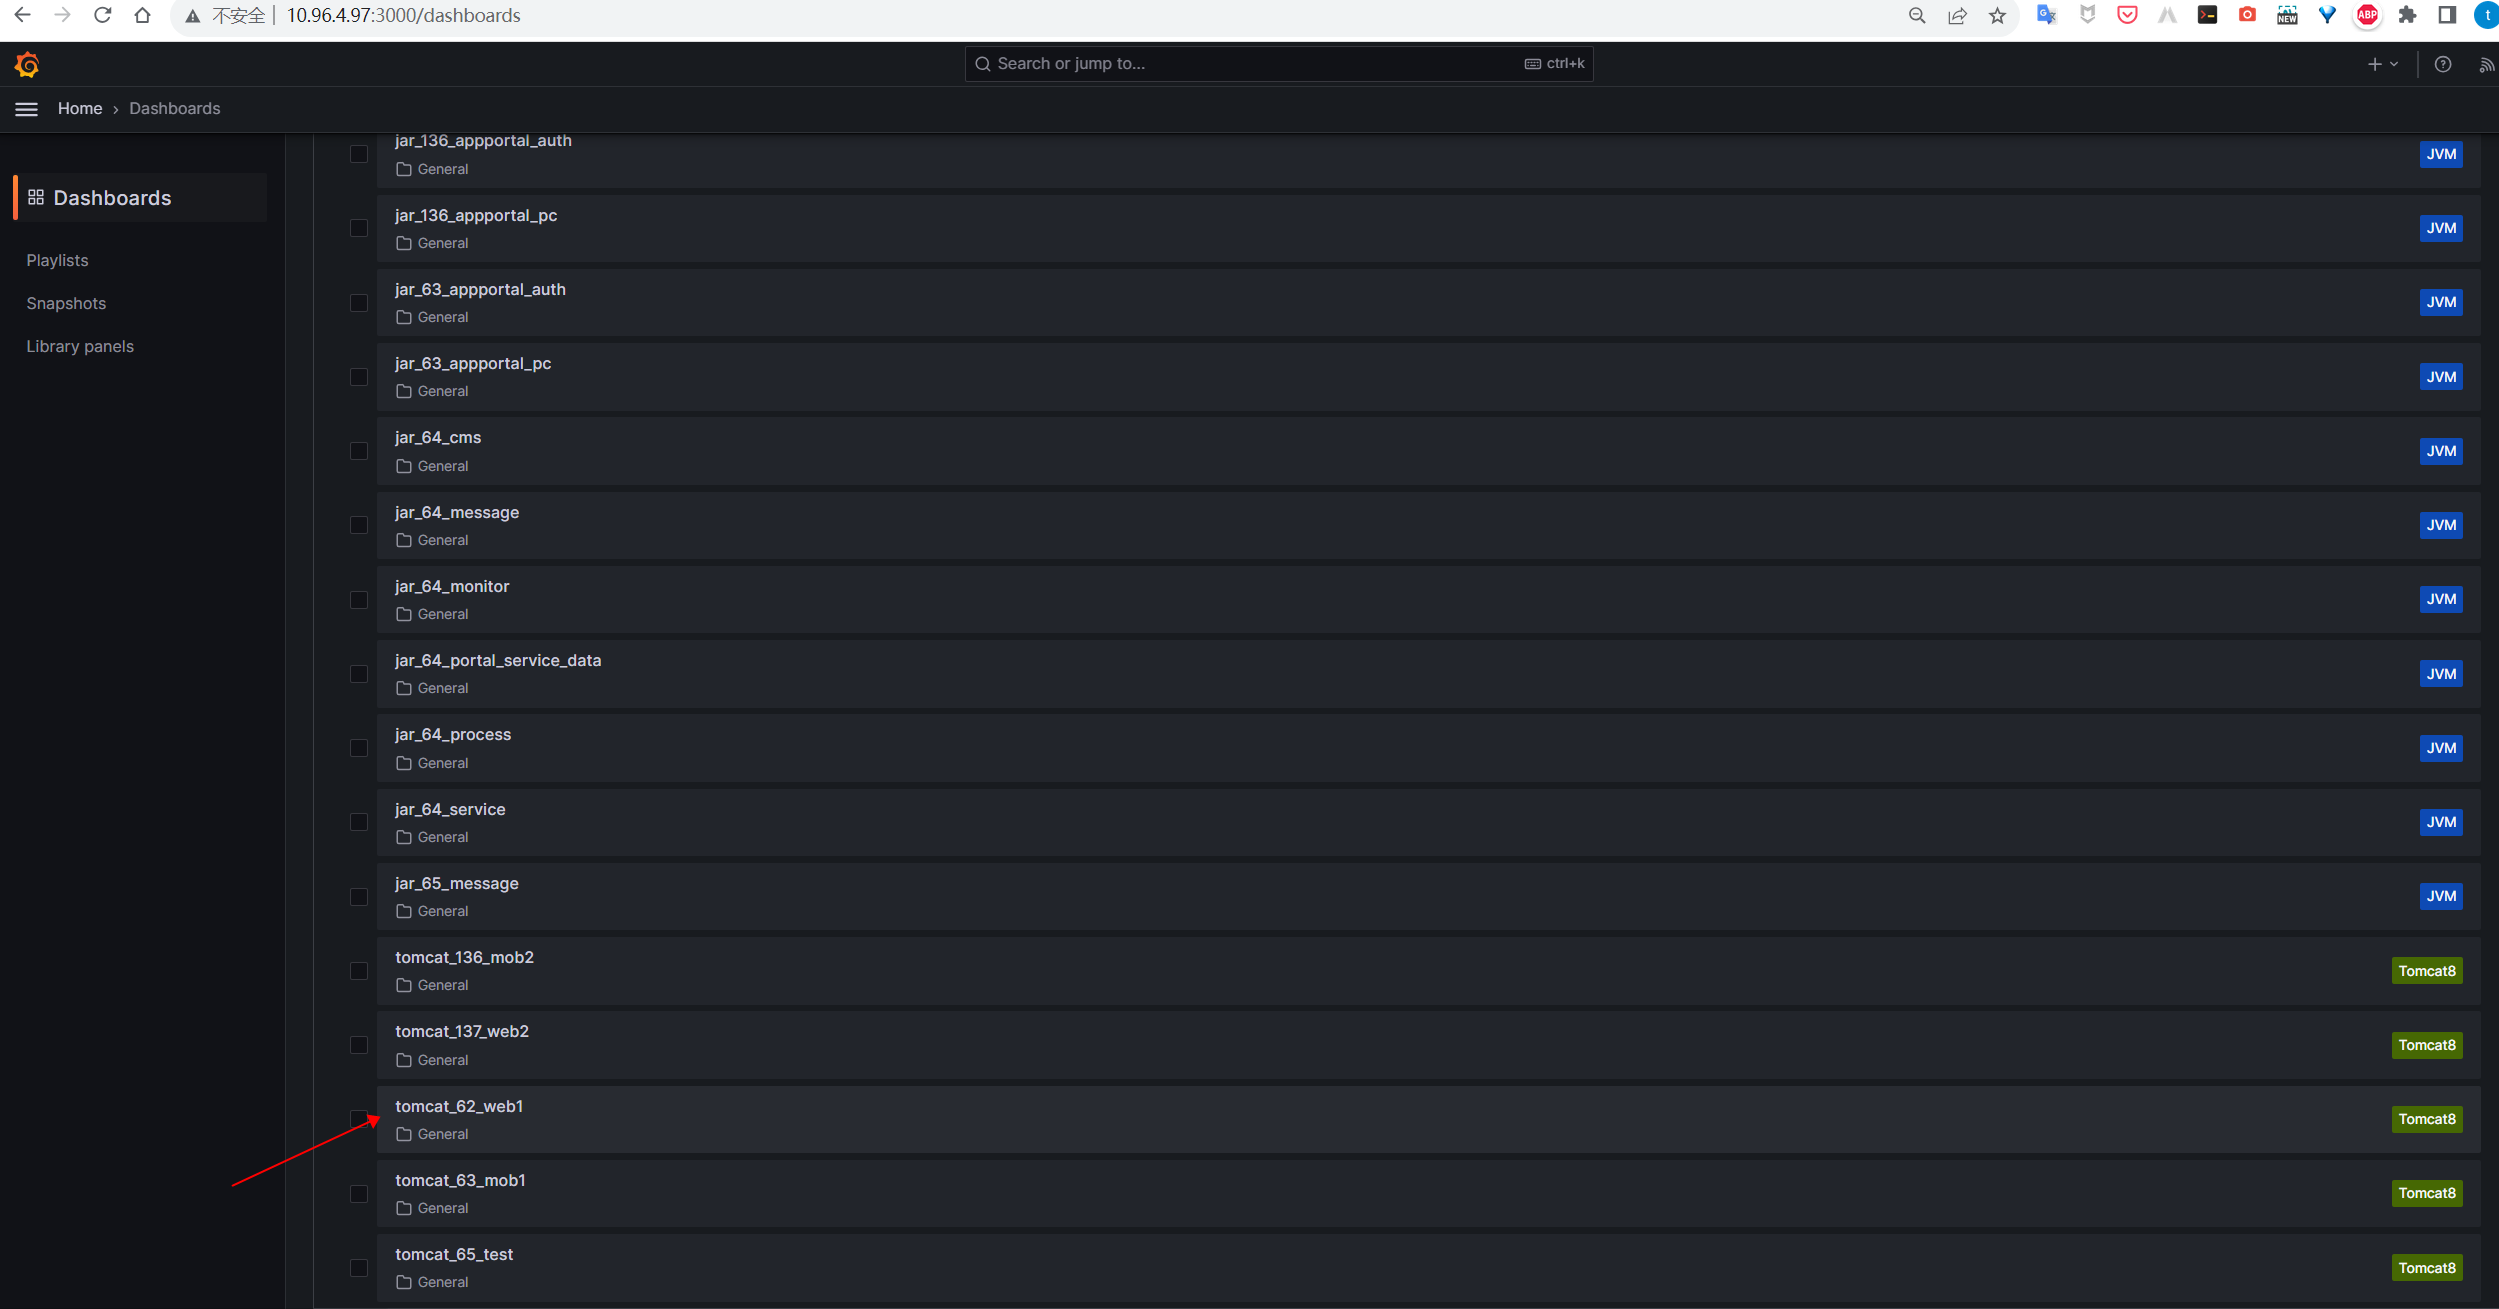 不安全 10.96.4.97:3000/dashboards
NEW
ABP
t
Search or jump to...
ctrl+k
Home › Dashboards
Dashboards
Playlists
Snapshots
Library panels
jar_136_appportal_auth
General
JVM
jar_136_appportal_pc
General
JVM
jar_63_appportal_auth
General
JVM
jar_63_appportal_pc
General
JVM
jar_64_cms
General
JVM
jar_64_message
General
JVM
jar_64_monitor
General
JVM
jar_64_portal_service_data
General
JVM
jar_64_process
General
JVM
jar_64_service
General
JVM
jar_65_message
General
JVM
tomcat_136_mob2
General
Tomcat8
tomcat_137_web2
General
Tomcat8
tomcat_62_web1
General
Tomcat8
tomcat_63_mob1
General
Tomcat8
tomcat_65_test
General
Tomcat8